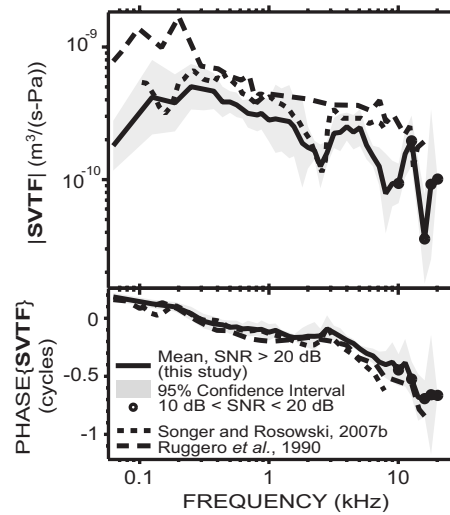 10⁻⁹
|SVTF| (m³/(s-Pa))
10⁻¹⁰
PHASE{SVTF}
(cycles)
0
-0.5
-1
Mean, SNR > 20 dB
(this study)
95% Confidence Interval
10 dB < SNR < 20 dB
Songer and Rosowski, 2007b
Ruggero et al., 1990
0.1 1 10
FREQUENCY (kHz)